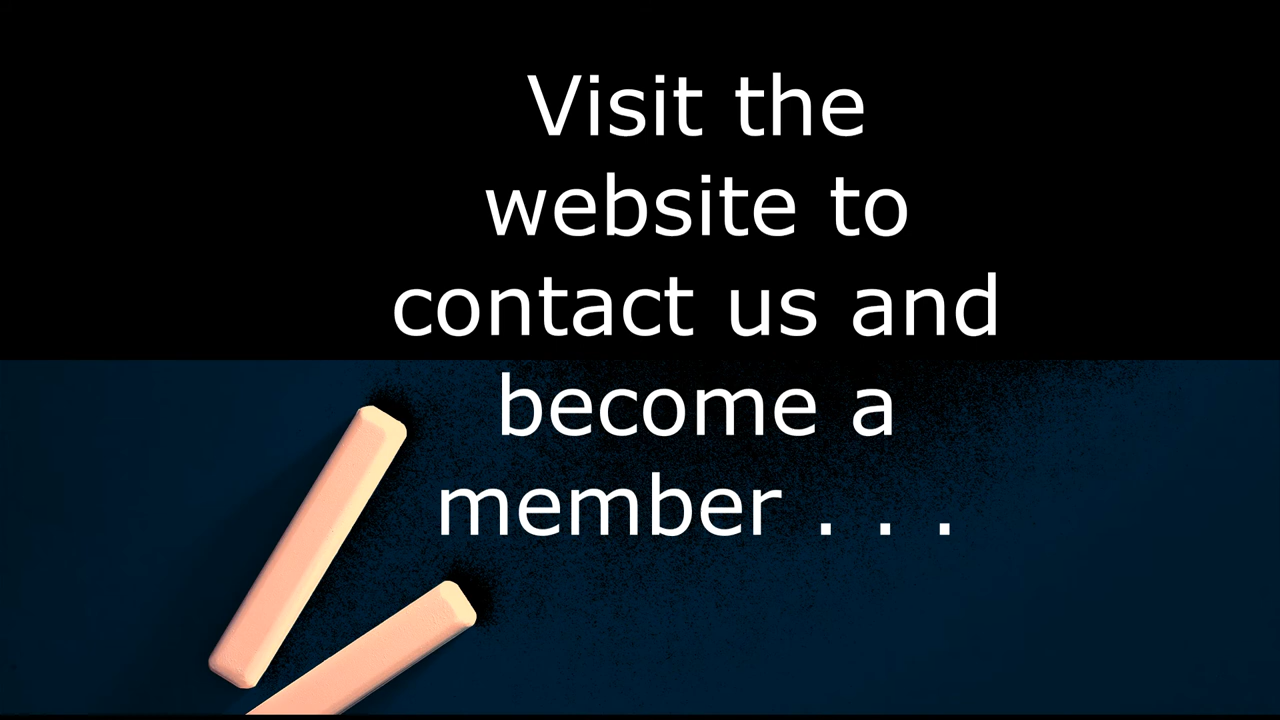 Visit the
website to
contact us and
become a
member . . .